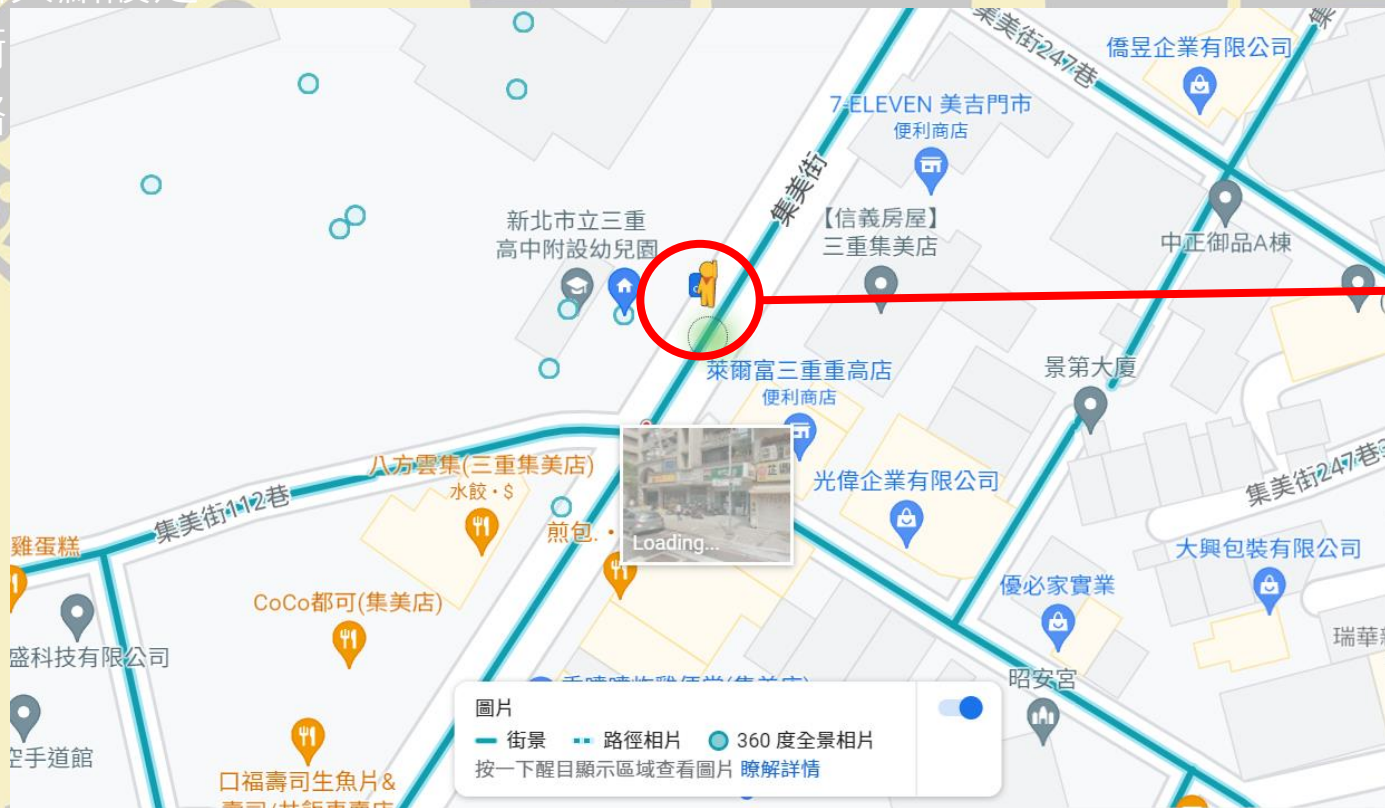 集美街247巷
僑昱企業有限公司
7-ELEVEN 美吉門市
便利商店
集美街
新北市立三重
高中附設幼兒園
【信義房屋】
三重集美店
中正御品A棟
萊爾富三重重高店
便利商店
景第大廈
八方雲集(三重集美店)
水餃・$
集美街112巷
煎包.・
Loading...
光偉企業有限公司
集美街247巷3
雞蛋糕
大興包裝有限公司
CoCo都可(集美店)
優必家實業
盛科技有限公司
瑞華
昭安宮
圖片
街景
路徑相片
360 度全景相片
按一下醒目顯示區域查看圖片 瞭解詳情
空手道館
口福壽司生魚片&